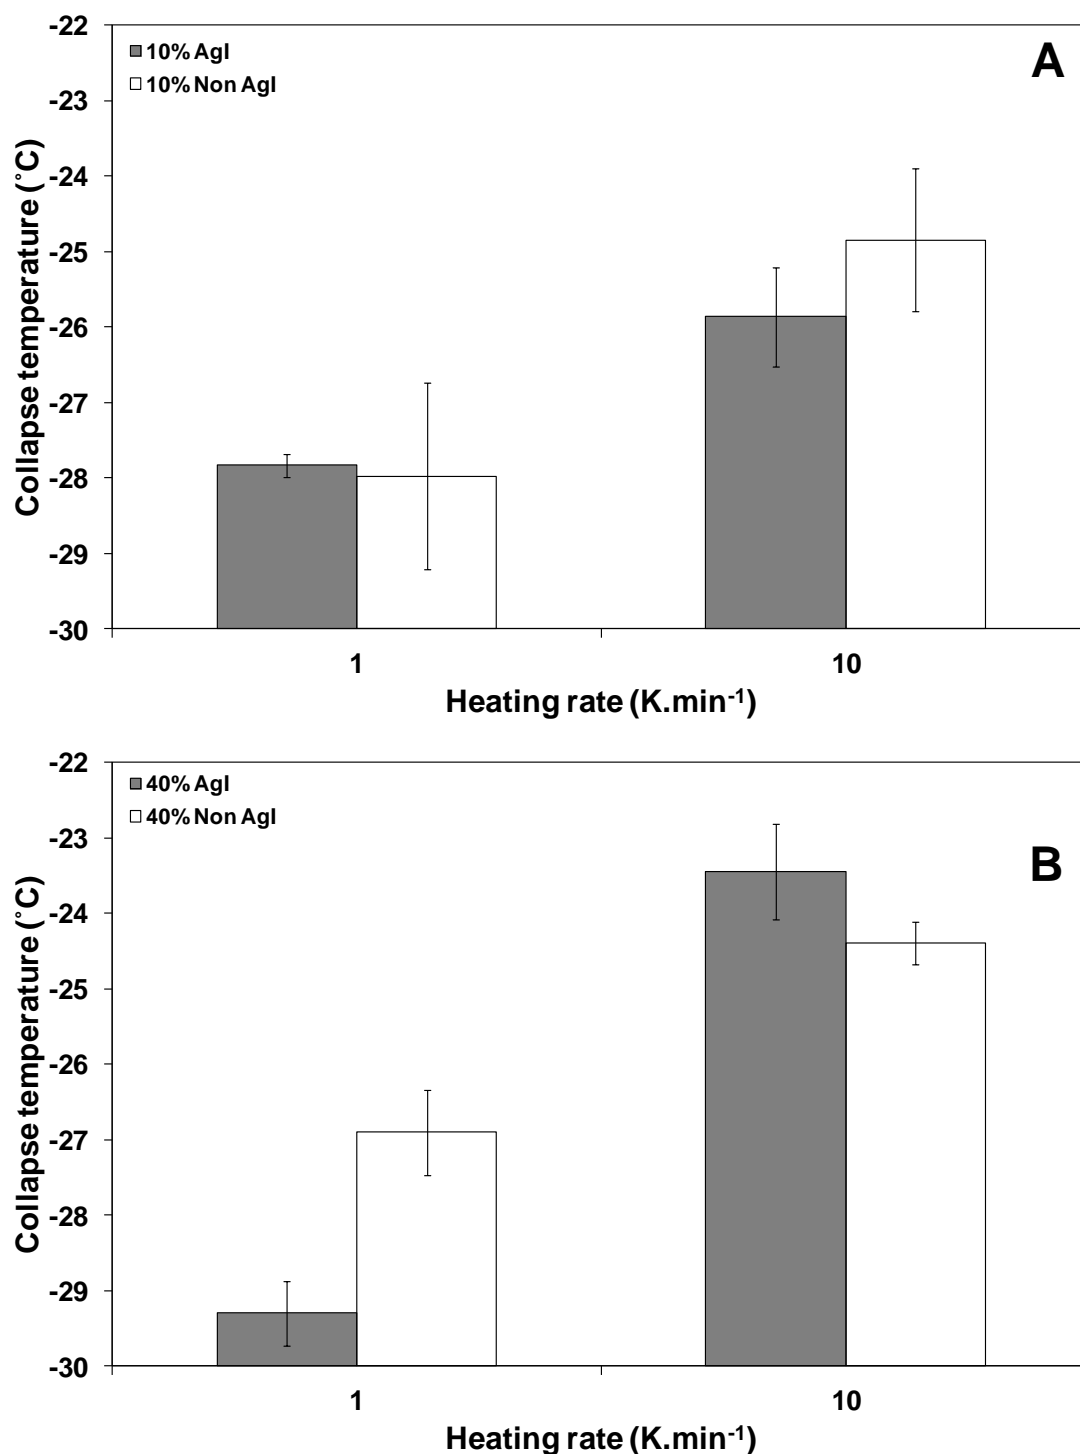 -22
10% AgI
10% Non AgI
A
-23
-24
-25
-26
-27
-28
-29
-30
Collapse temperature (˚C)
1
10
Heating rate (K.min⁻¹)
-22
40% AgI
40% Non AgI
B
-23
-24
-25
-26
-27
-28
-29
-30
Collapse temperature (˚C)
1
10
Heating rate (K.min⁻¹)